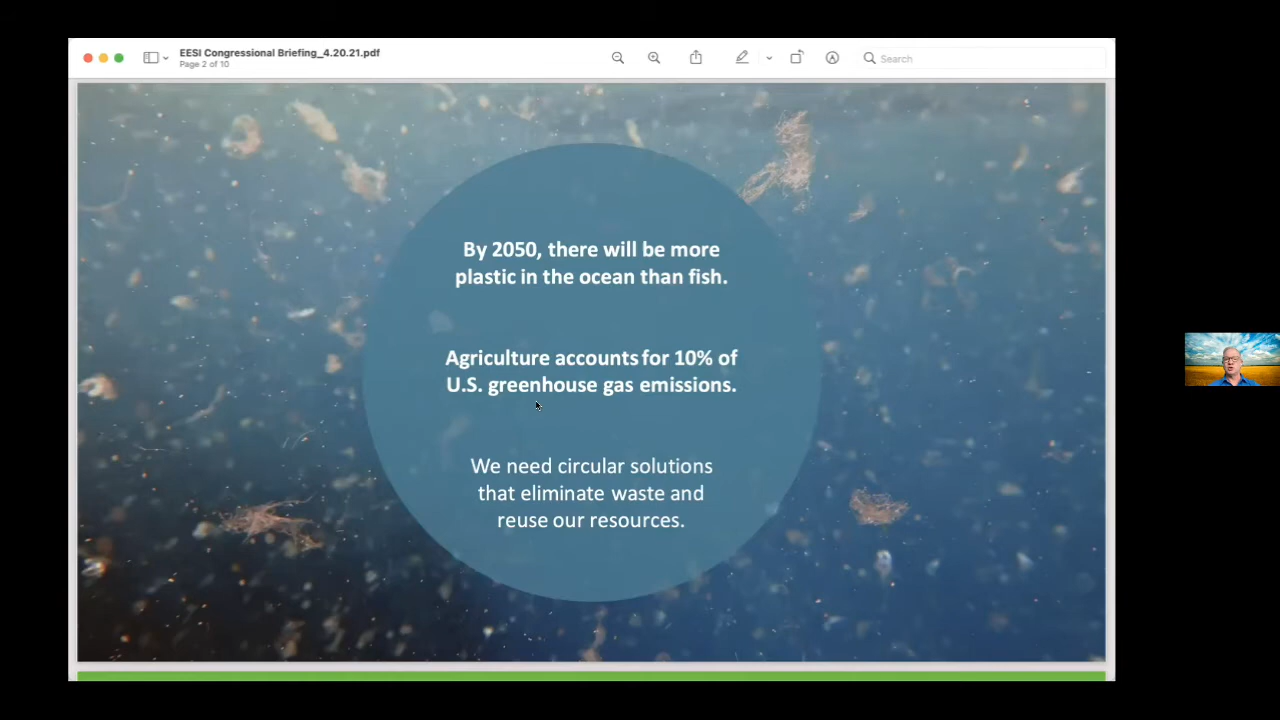 EESI Congressional Briefing_4.20.21.pdf
Page 2 of 10
Search
By 2050, there will be more
plastic in the ocean than fish.
Agriculture accounts for 10% of
U.S. greenhouse gas emissions.
We need circular solutions
that eliminate waste and
reuse our resources.